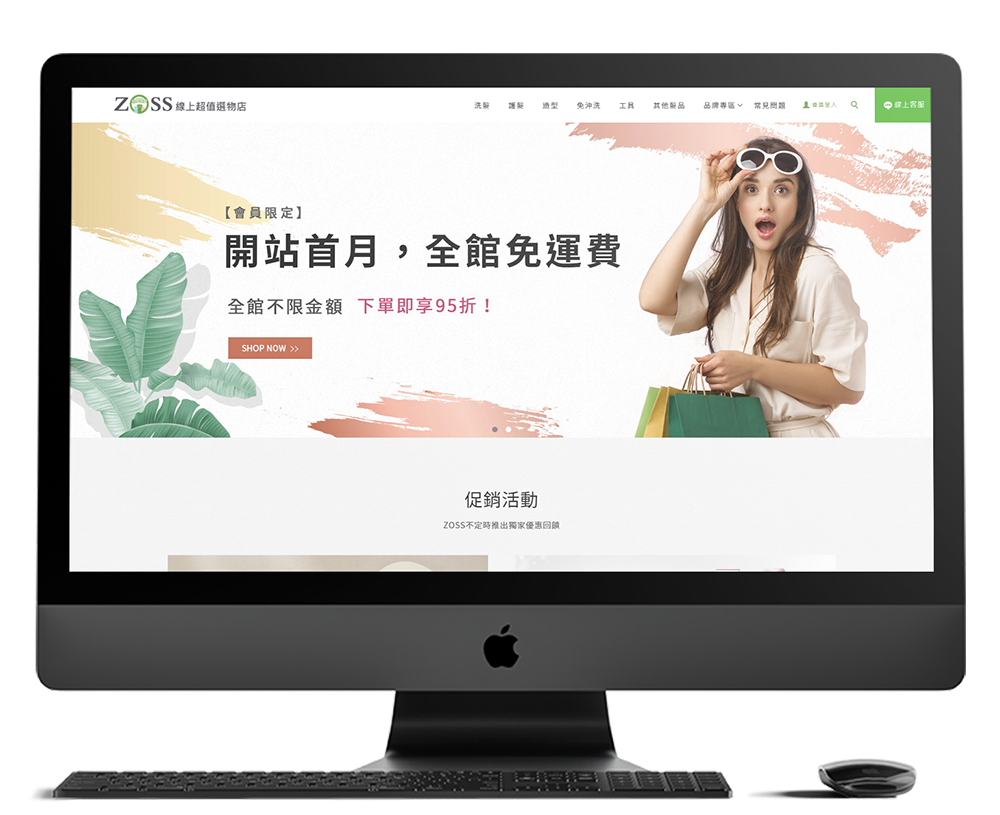 ZOSS 線上超值選物店
洗髮 護髮 造型 免沖洗 工具 其他髮品 品牌專區 常見問題 會員登入 線上客服
【會員限定】
開站首月，全館免運費
全館不限金額 下單即享95折！
SHOP NOW >>
促銷活動
ZOSS不定時推出獨家優惠回饋